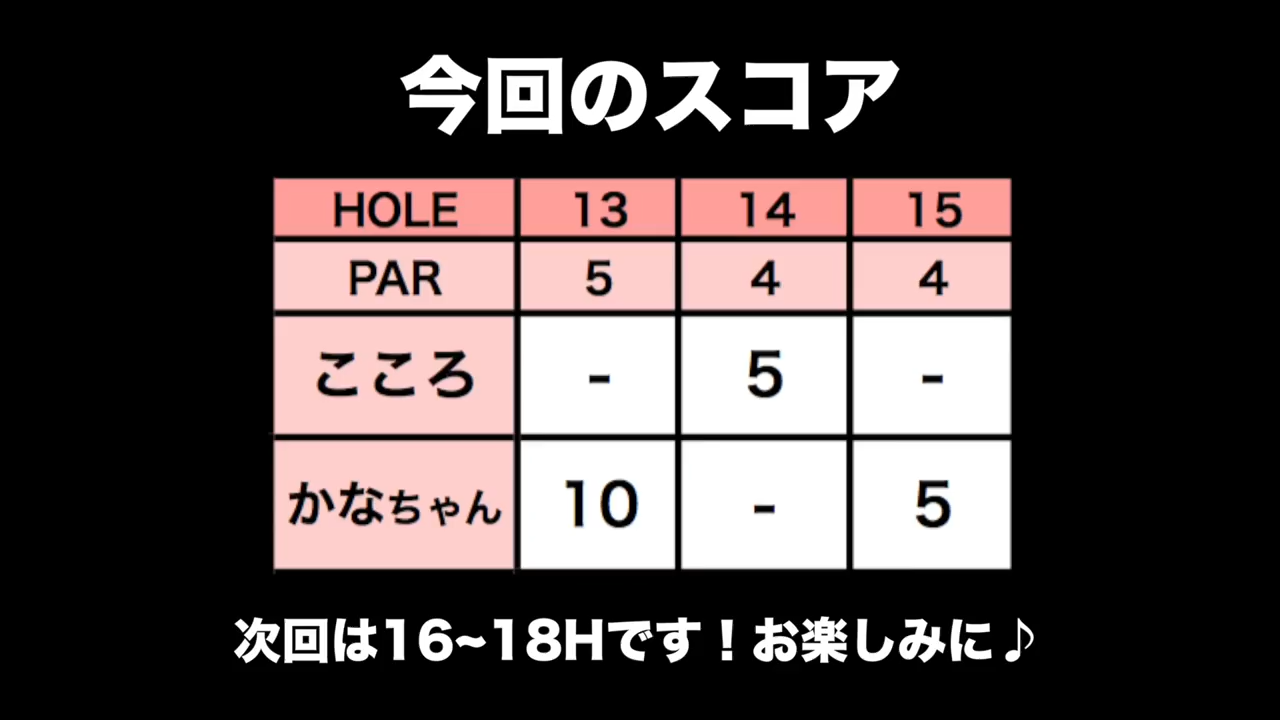 今回のスコア
HOLE 13 14 15
PAR 5 4 4
こころ - 5 -
かなちゃん 10 - 5
次回は16~18Hです！お楽しみに♪